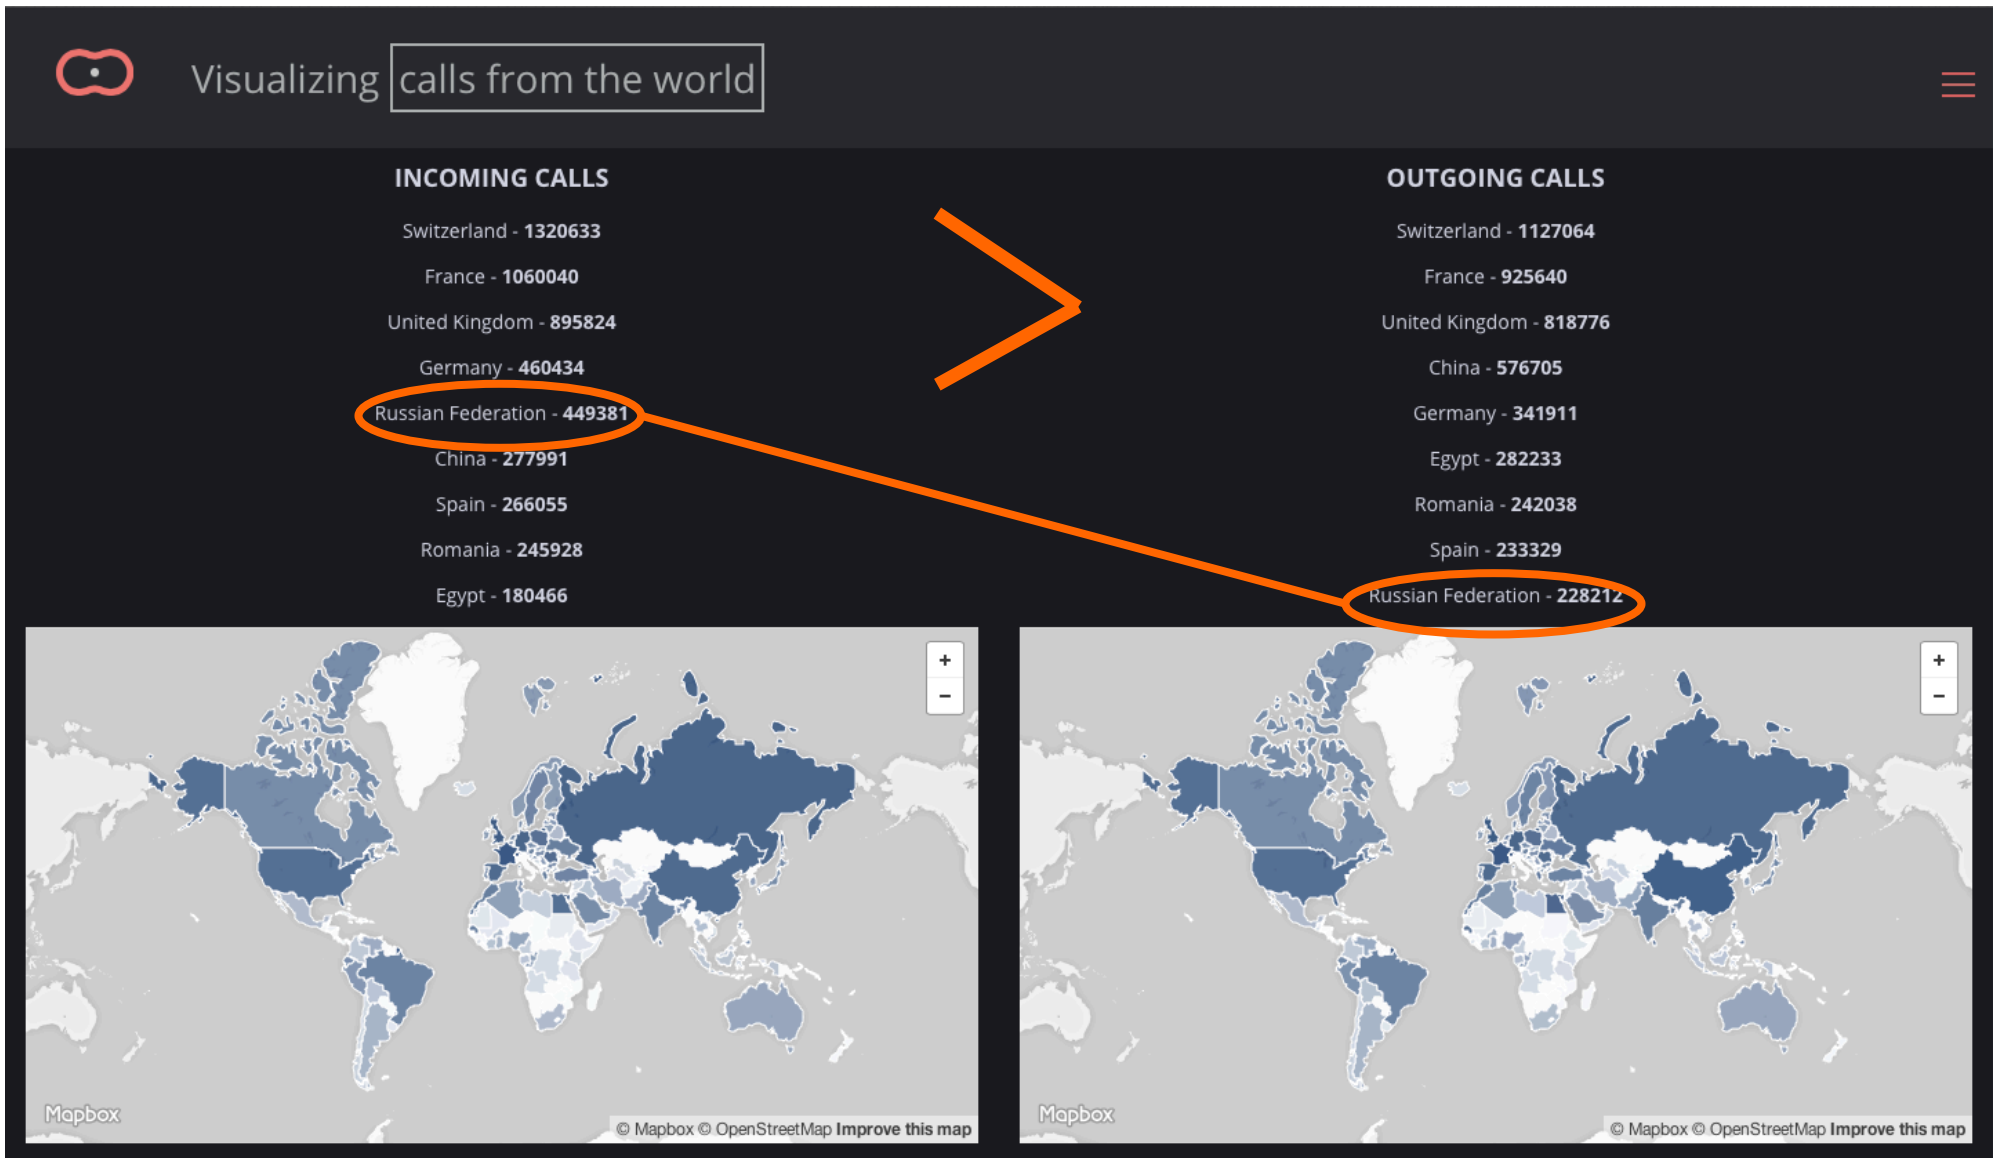 Visualizing calls from the world
INCOMING CALLS
Switzerland - 1320633
France - 1060040
United Kingdom - 895824
Germany - 460434
Russian Federation - 449381
China - 277991
Spain - 266055
Romania - 245928
Egypt - 180466
OUTGOING CALLS
Switzerland - 1127064
France - 925640
United Kingdom - 818776
China - 576705
Germany - 341911
Egypt - 282233
Romania - 242038
Spain - 233329
Russian Federation - 228212
+
−
Mapbox
© Mapbox © OpenStreetMap Improve this map
+
−
Mapbox
© Mapbox © OpenStreetMap Improve this map